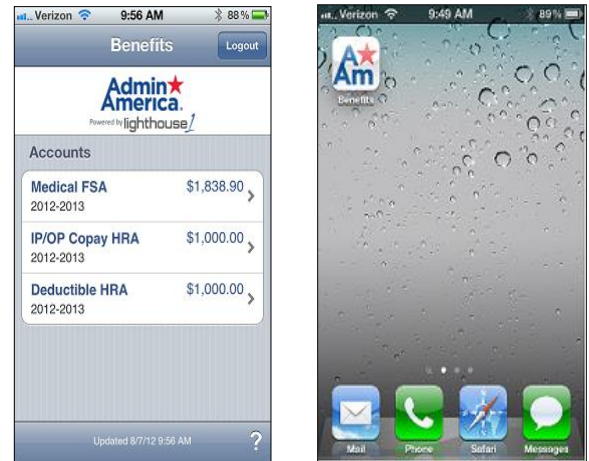 Verizon 9:56 AM 88%
Benefits
Logout
Admin
America.
Powered by lighthouse1
Accounts
Medical FSA $1,838.90
2012-2013
IP/OP Copay HRA $1,000.00
2012-2013
Deductible HRA $1,000.00
2012-2013
Updated 8/7/12 9:56 AM ?
Verizon 9:49 AM 89%
A
Am
Benefits
Mail Phone Safari Messages